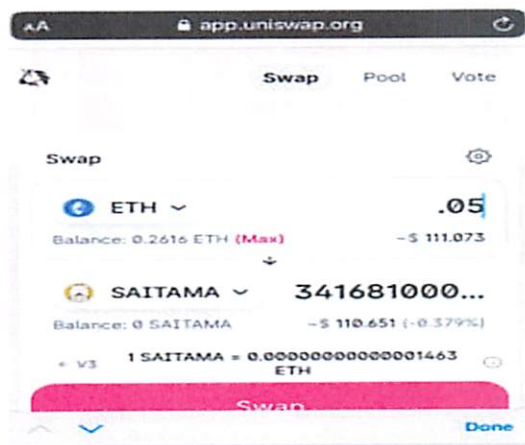 AA app.uniswap.org
Swap Pool Vote
Swap
ETH .05
Balance: 0.2616 ETH (Max) ~$ 111.073
SAITAMA 341681000...
Balance: 0 SAITAMA ~$ 110.651 (-0.379%)
V3 1 SAITAMA = 0.00000000000001463
ETH
Swap
Done